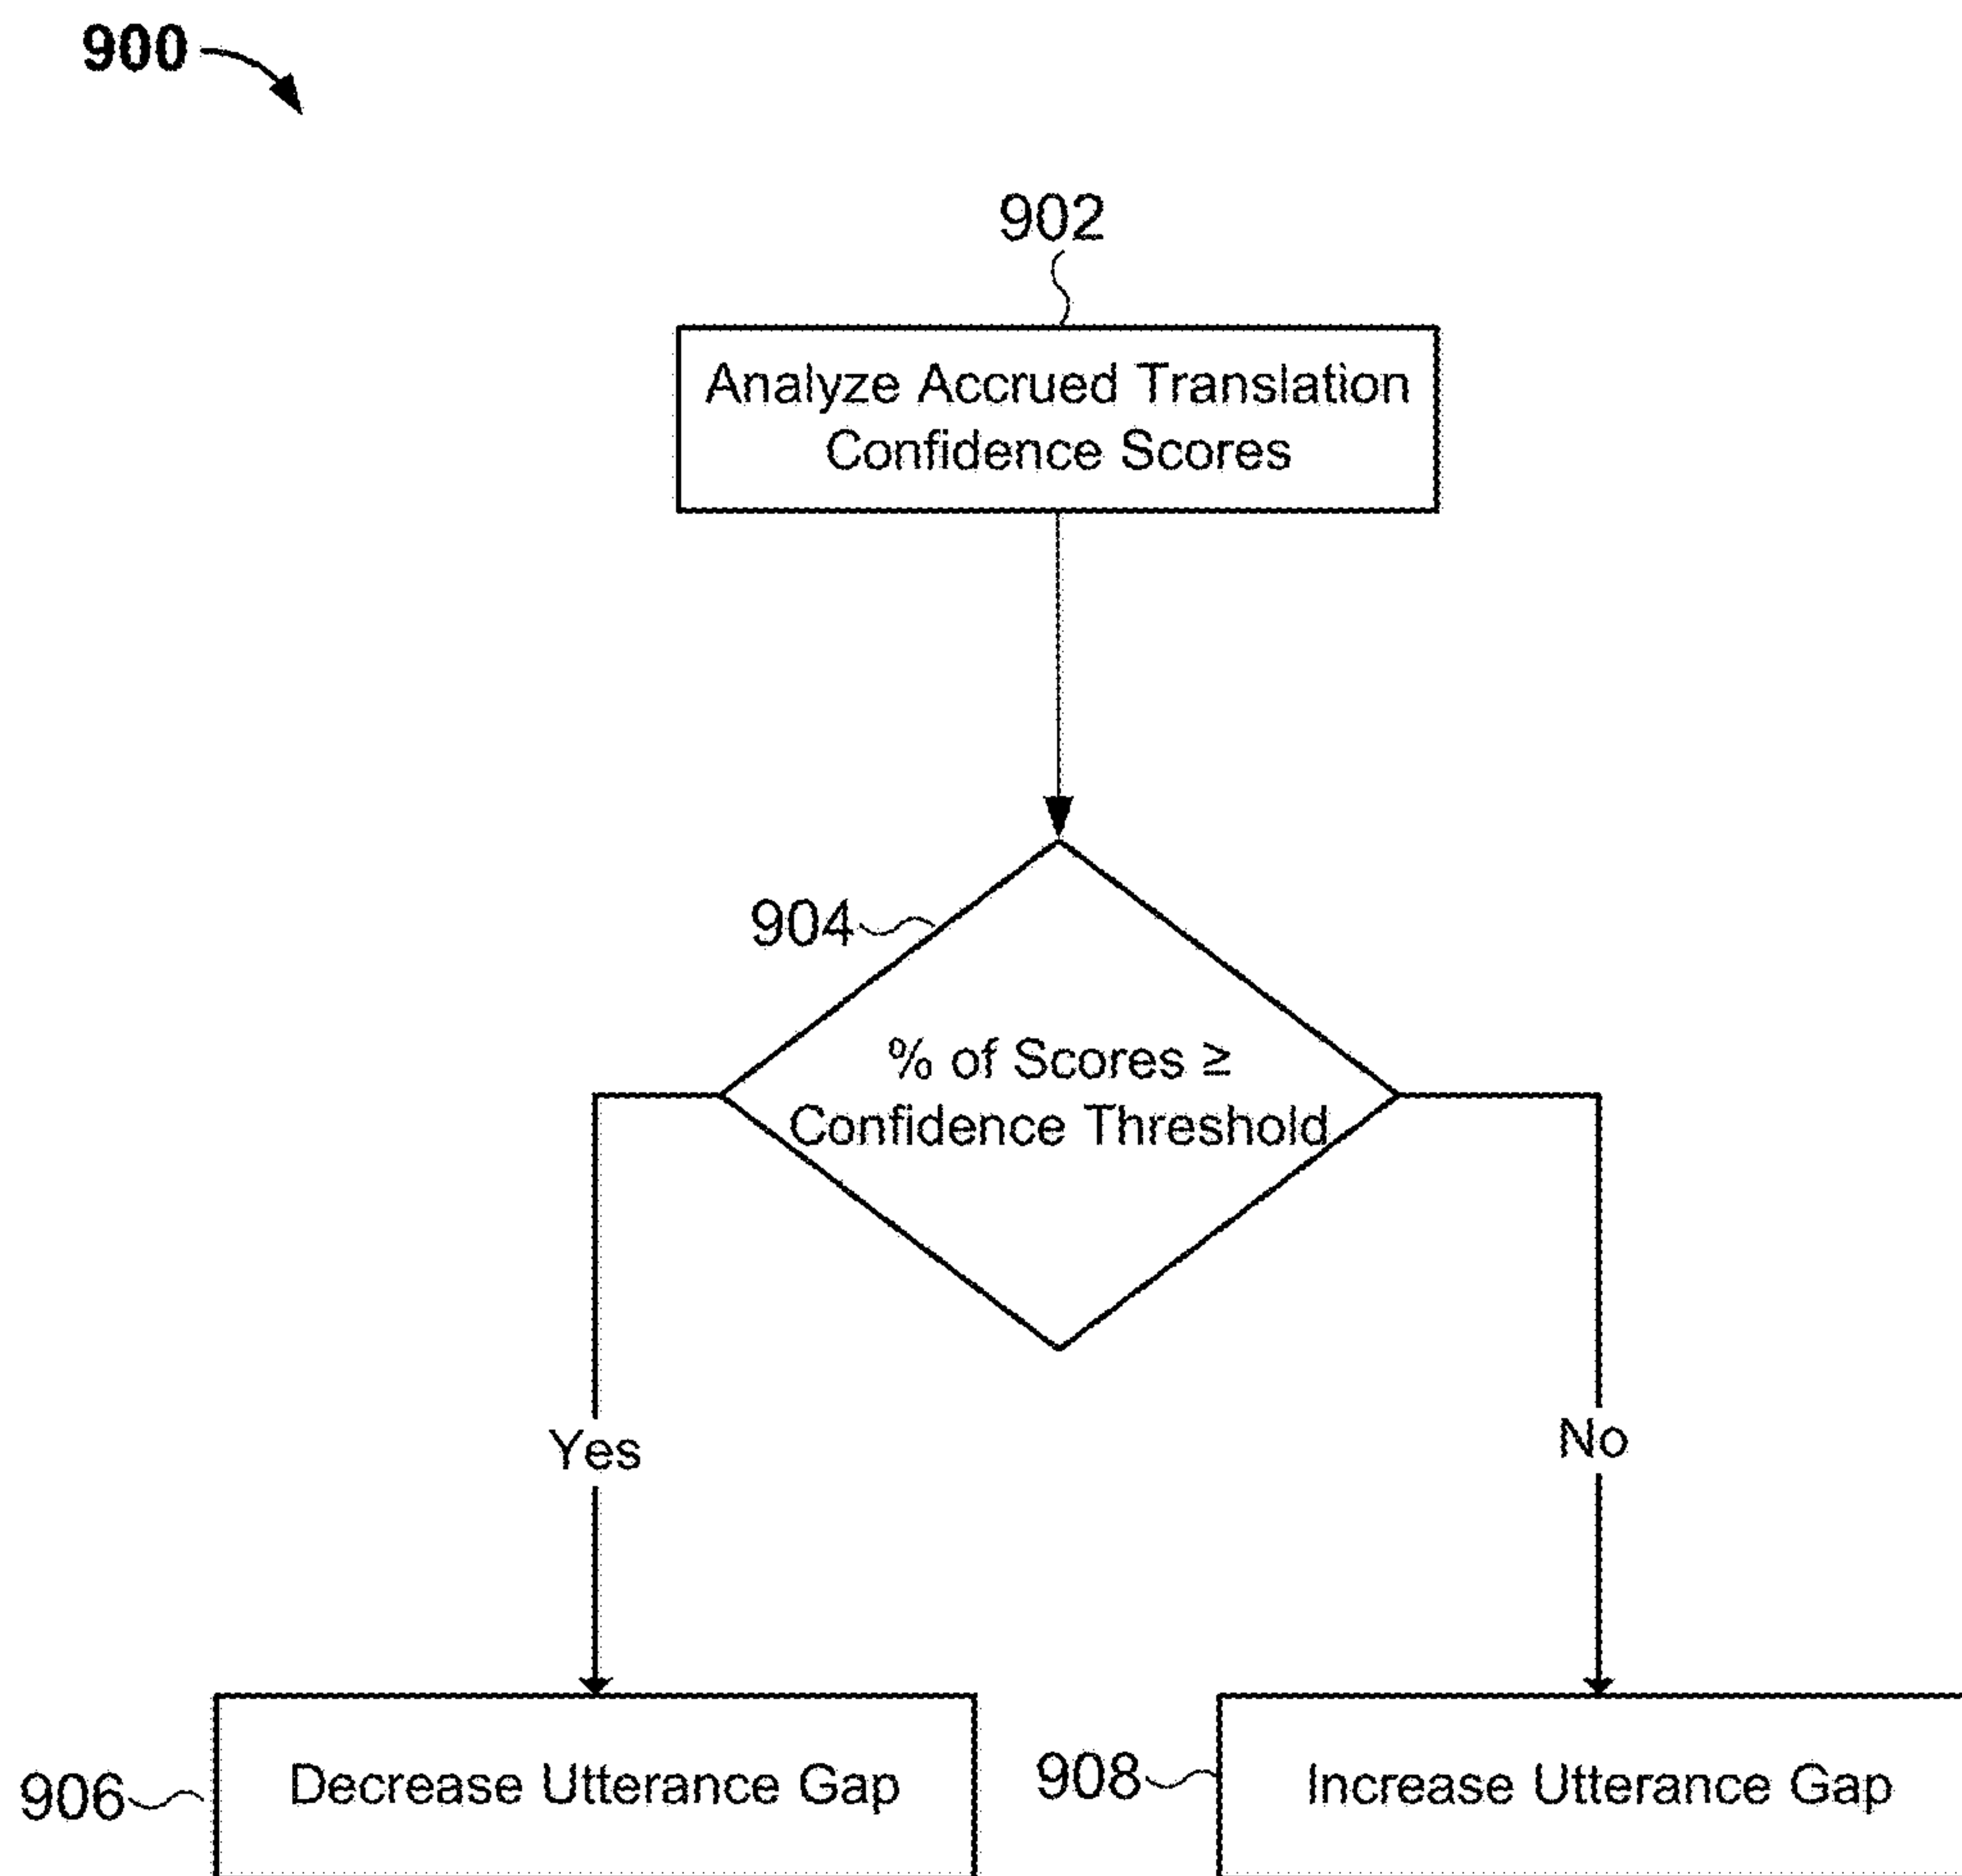 900
902
Analyze Accrued Translation
Confidence Scores
904
% of Scores ≥
Confidence Threshold
Yes
No
906
Decrease Utterance Gap
908
Increase Utterance Gap